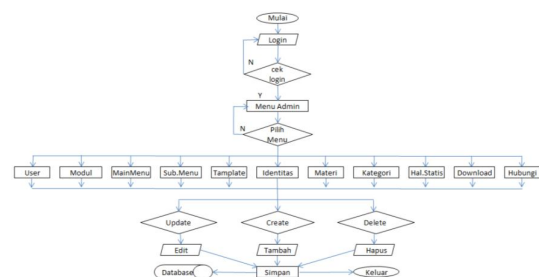 Mulai
Login
N
cek
login
Y
Menu Admin
N
Pilih
Menu
User Modul MainMenu Sub.Menu Tamplate Identitas Materi Kategori Hal.Statis Download Hubungi
Update Create Delete
Edit Tambah Hapus
Database Simpan Keluar